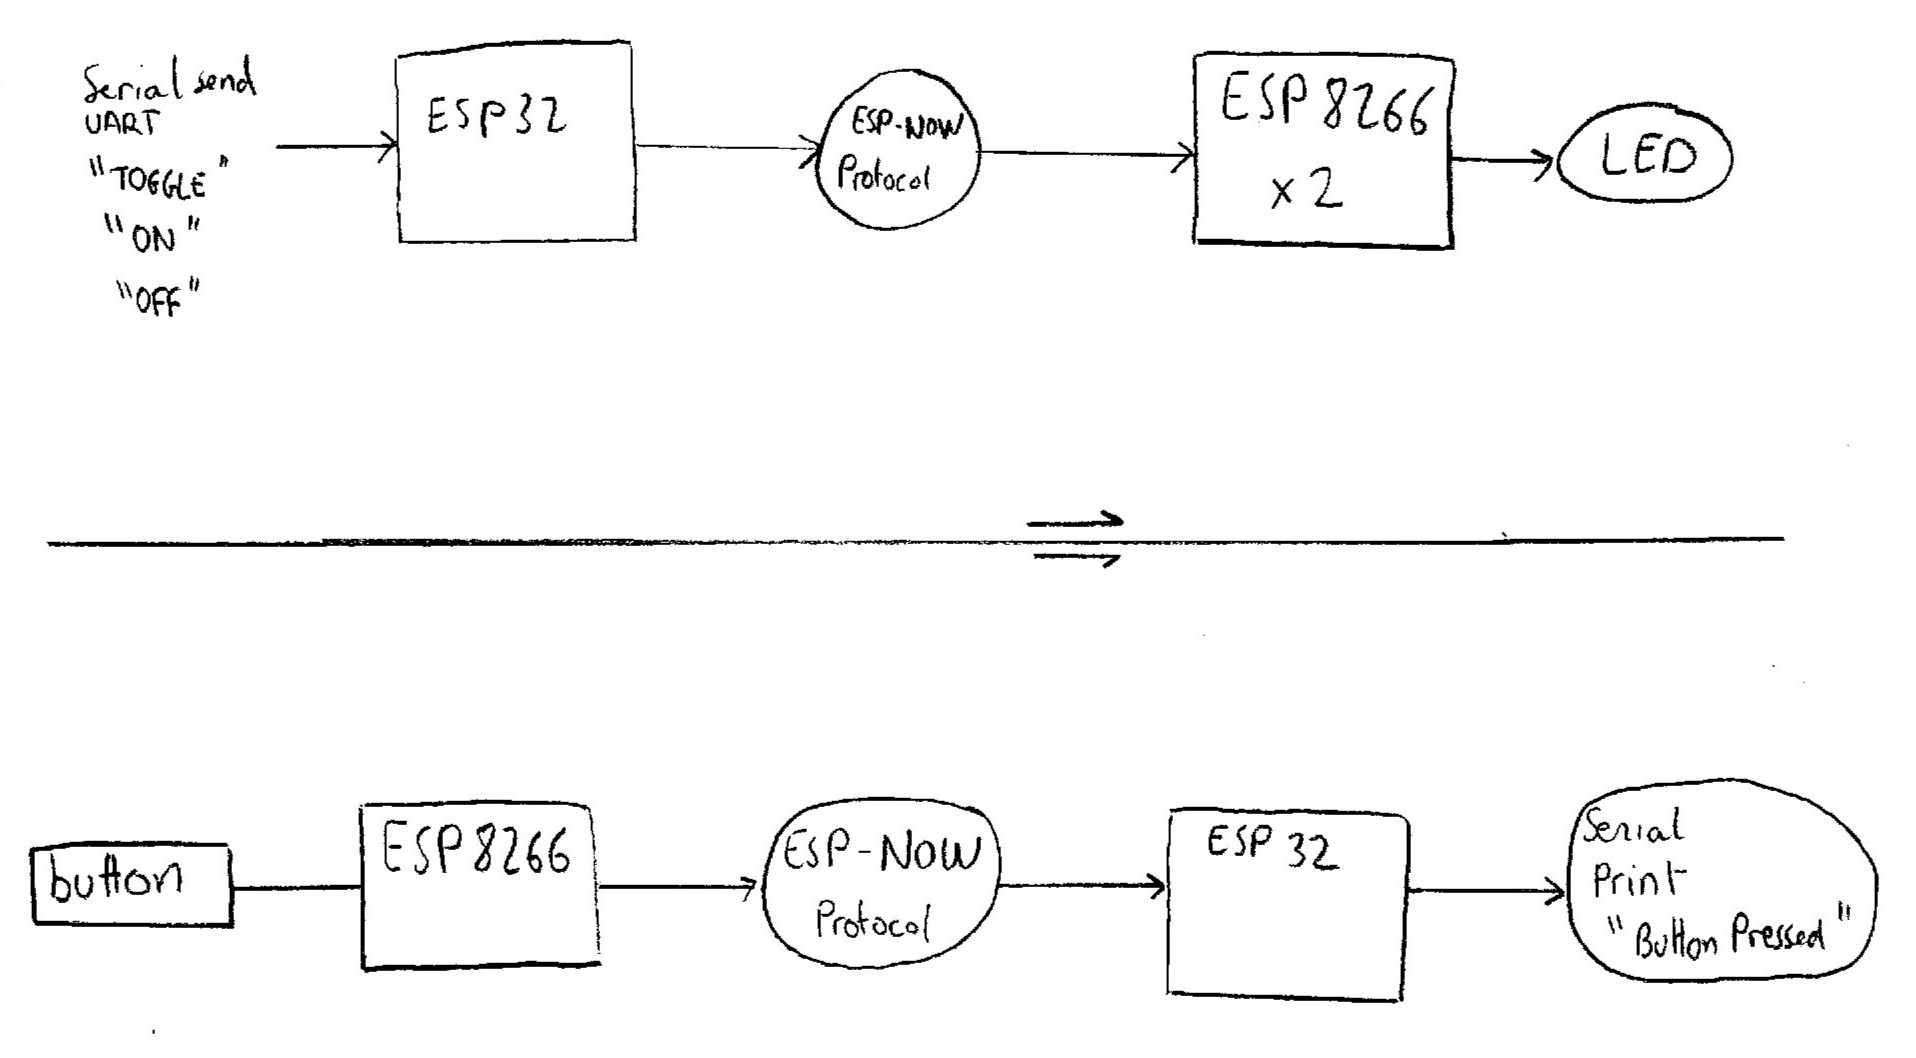 Serial send
UART
"TOGGLE"
"ON"
"OFF"
ESP32
ESP-NOW
Protocol
ESP8266
x2
LED
button
ESP8266
ESP-NOW
Protocol
ESP 32
Serial
Print
"Button Pressed"